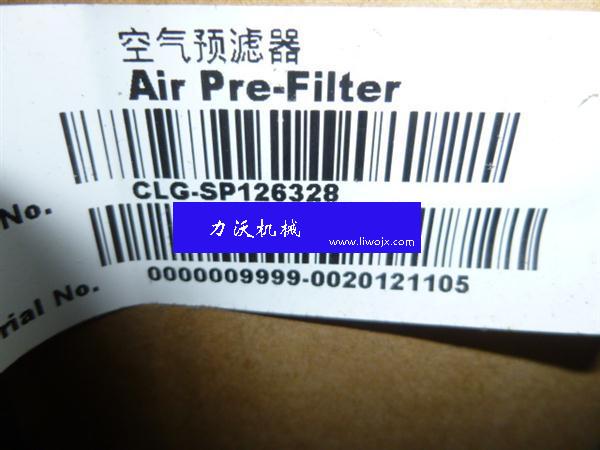 空气预滤器
Air Pre-Filter
No.
CLG-SP126328
力沃机械
www.liwojx.com
rial No.
0000009999-0020121105